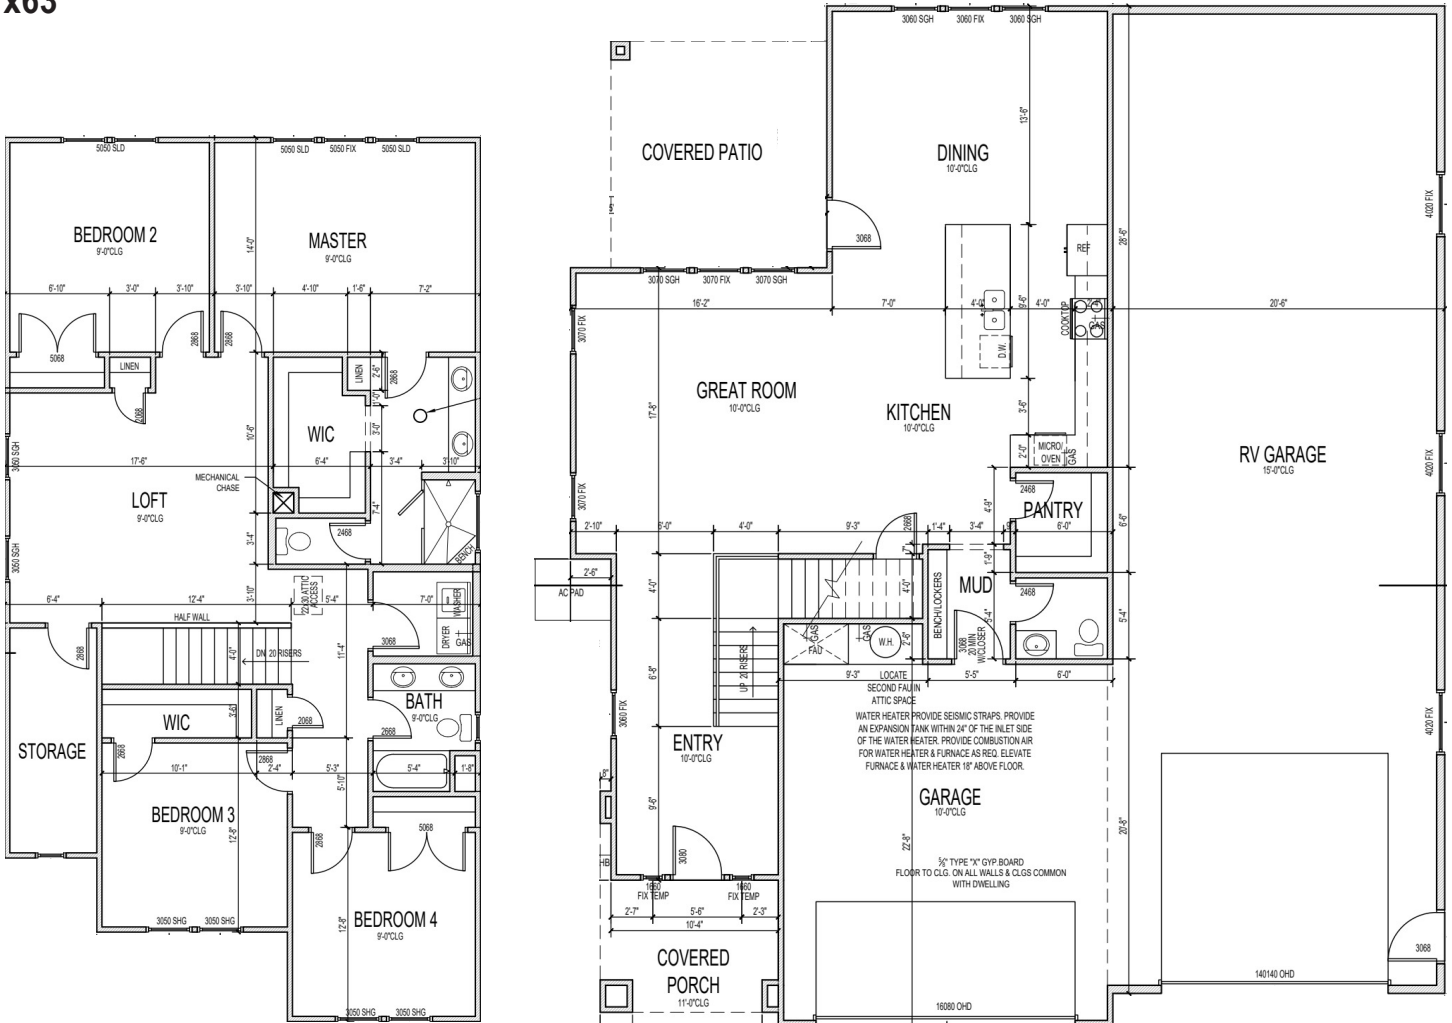 x63
5050 SLD
5050 SLD
5050 FIX
5050 SLD
BEDROOM 2
9'-0"CLG
MASTER
9'-0"CLG
14'-0"
6'-10"
3'-0"
3'-10"
3'-10"
4'-10"
1'-6"
7'-2"
5068
2868
2868
LINEN
2068
LINEN
2'-6"
2868
1'-0"
3'-0"
WIC
10'-6"
3050 SGH
17'-6"
6'-4"
3'-4"
3'-10"
MECHANICAL
CHASE
LOFT
9'-0"CLG
7'-4"
2468
3'-4"
BENCH
3050 SGH
3'-10"
22x30 ATTIC
ACCESS
6'-4"
12'-4"
5'-4"
7'-0"
WASHER
DRYER
GAS
HALF WALL
3068
2868
4'-0"
DN 20 RISERS
11'-4"
BATH
9'-0"CLG
WIC
3'-6"
LINEN
2068
2668
STORAGE
2668
2868
10'-1"
2'-4"
5'-3"
5'-4"
1'-8"
5'-10"
BEDROOM 3
9'-0"CLG
12'-8"
2868
5068
3050 SHG
3050 SHG
BEDROOM 4
9'-0"CLG
12'-8"
3050 SHG
3050 SHG
3060 SGH
3060 FIX
3060 SGH
COVERED PATIO
DINING
10'-0"CLG
13'-6"
4020 FIX
3068
REF
28'-6"
3070 SGH
3070 FIX
3070 SGH
16'-2"
7'-0"
4'-0"
9'-6"
4'-0"
COOKTOP
GAS
20'-6"
3070 FIX
D.W.
GREAT ROOM
10'-0"CLG
17'-8"
KITCHEN
10'-0"CLG
3'-6"
2'-0"
MICRO/
OVEN
GAS
RV GARAGE
15'-0"CLG
4020 FIX
3070 FIX
2468
PANTRY
4'-9"
6'-6"
2'-10"
6'-0"
4'-0"
9'-3"
2668
1'-4"
3'-4"
6'-0"
1'-9"
2'-6"
AC PAD
4'-0"
4'-0"
MUD
BENCH/LOCKERS
5'-4"
2468
5'-4"
3068
20 MIN
W/CLOSER
GAS
FAU
GAS
W.H.
2'-6"
UP 20 RISERS
6'-8"
9'-3"
5'-5"
6'-0"
LOCATE
SECOND FAU IN
ATTIC SPACE
3060 FIX
WATER HEATER PROVIDE SEISMIC STRAPS. PROVIDE
AN EXPANSION TANK WITHIN 24" OF THE INLET SIDE
OF THE WATER HEATER. PROVIDE COMBUSTION AIR
FOR WATER HEATER & FURNACE AS REQ. ELEVATE
FURNACE & WATER HEATER 18" ABOVE FLOOR.
4020 FIX
ENTRY
10'-0"CLG
GARAGE
10'-0"CLG
9'-6"
22'-8"
20'-8"
3080
HB
⅝" TYPE "X" GYP.BOARD
FLOOR TO CLG. ON ALL WALLS & CLGS COMMON
WITH DWELLING
1660
FIX TEMP
1660
FIX TEMP
2'-7"
5'-6"
2'-3"
10'-4"
COVERED
PORCH
11'-0"CLG
3068
140140 OHD
16080 OHD